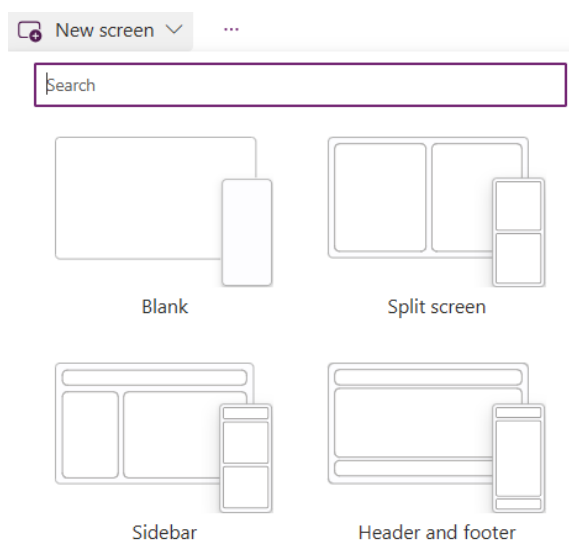 New screen
...
Search
Blank
Split screen
Sidebar
Header and footer